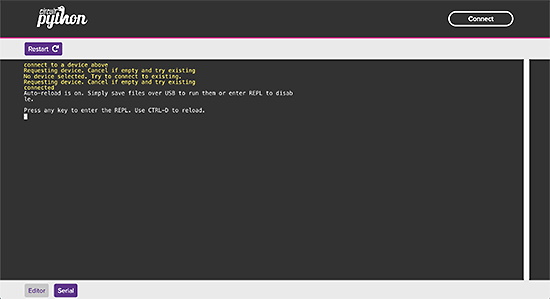 circuit
python
Connect
Restart
connect to a device above
Requesting device. Cancel if empty and try existing
No device selected. Try to connect to existing.
Requesting device. Cancel if empty and try existing
connected
Auto-reload is on. Simply save files over USB to run them or enter REPL to disab
le.
Press any key to enter the REPL. Use CTRL-D to reload.
Editor
Serial